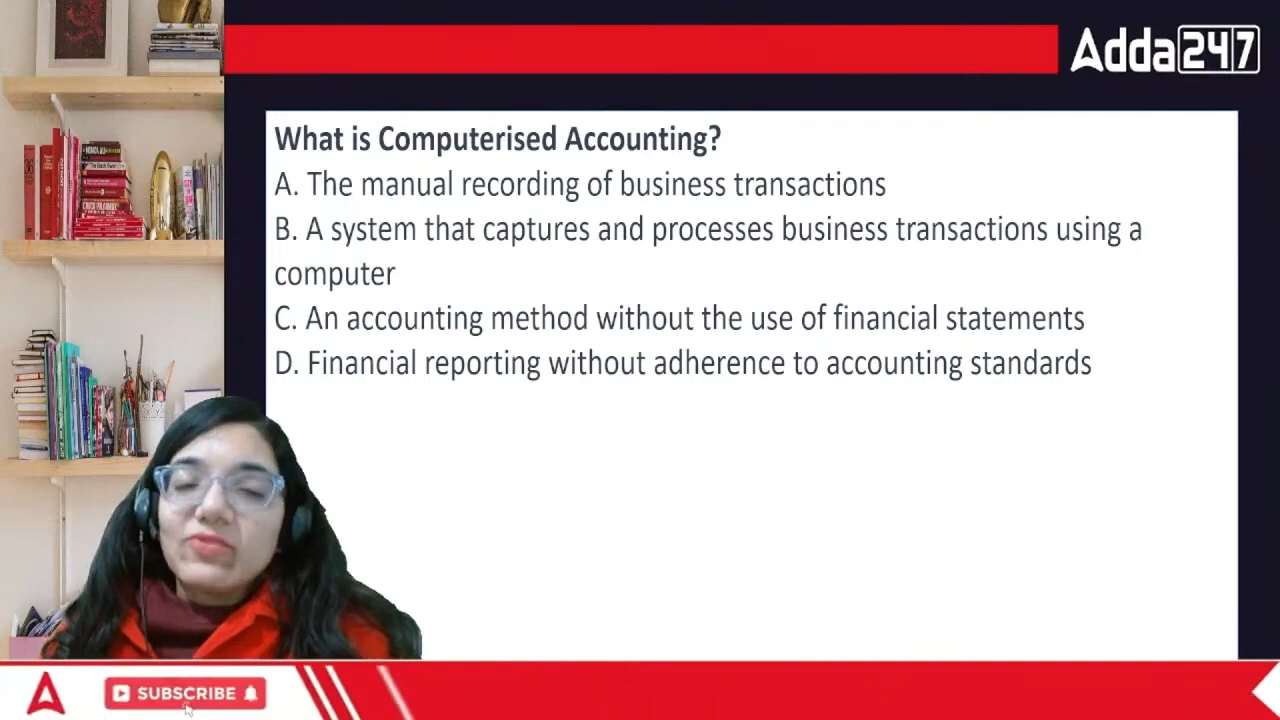 Adda247
What is Computerised Accounting?
A. The manual recording of business transactions
B. A system that captures and processes business transactions using a
computer
C. An accounting method without the use of financial statements
D. Financial reporting without adherence to accounting standards
SUBSCRIBE